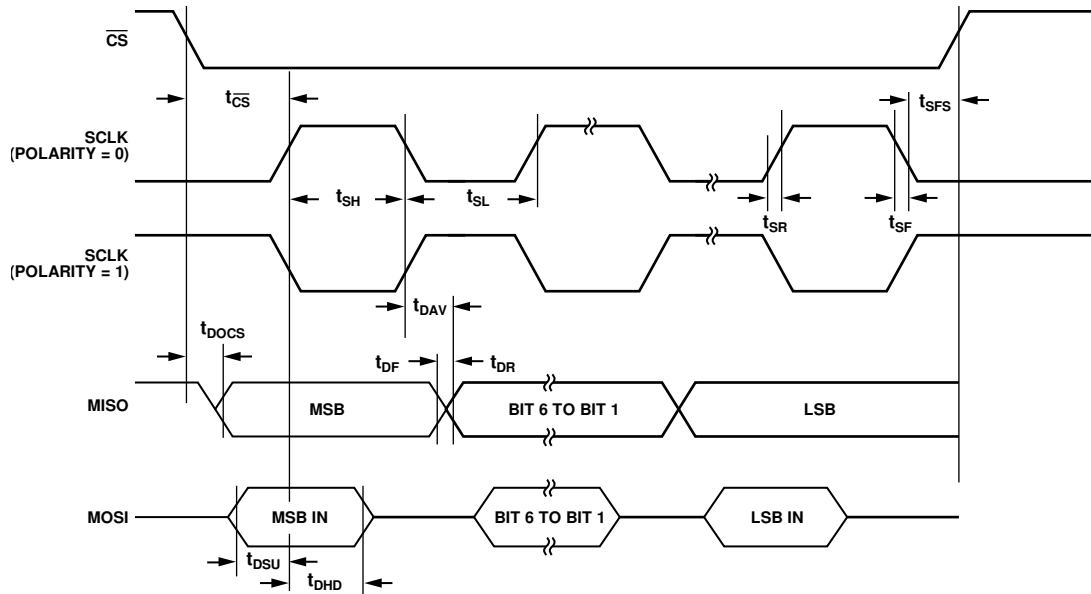 CS
tCS
tSFS
SCLK
(POLARITY = 0)
tSH
tSL
tSR
tSF
SCLK
(POLARITY = 1)
tDAV
tDOCS
tDF
tDR
MISO
MSB
BIT 6 TO BIT 1
LSB
MOSI
MSB IN
BIT 6 TO BIT 1
LSB IN
tDSU
tDHD